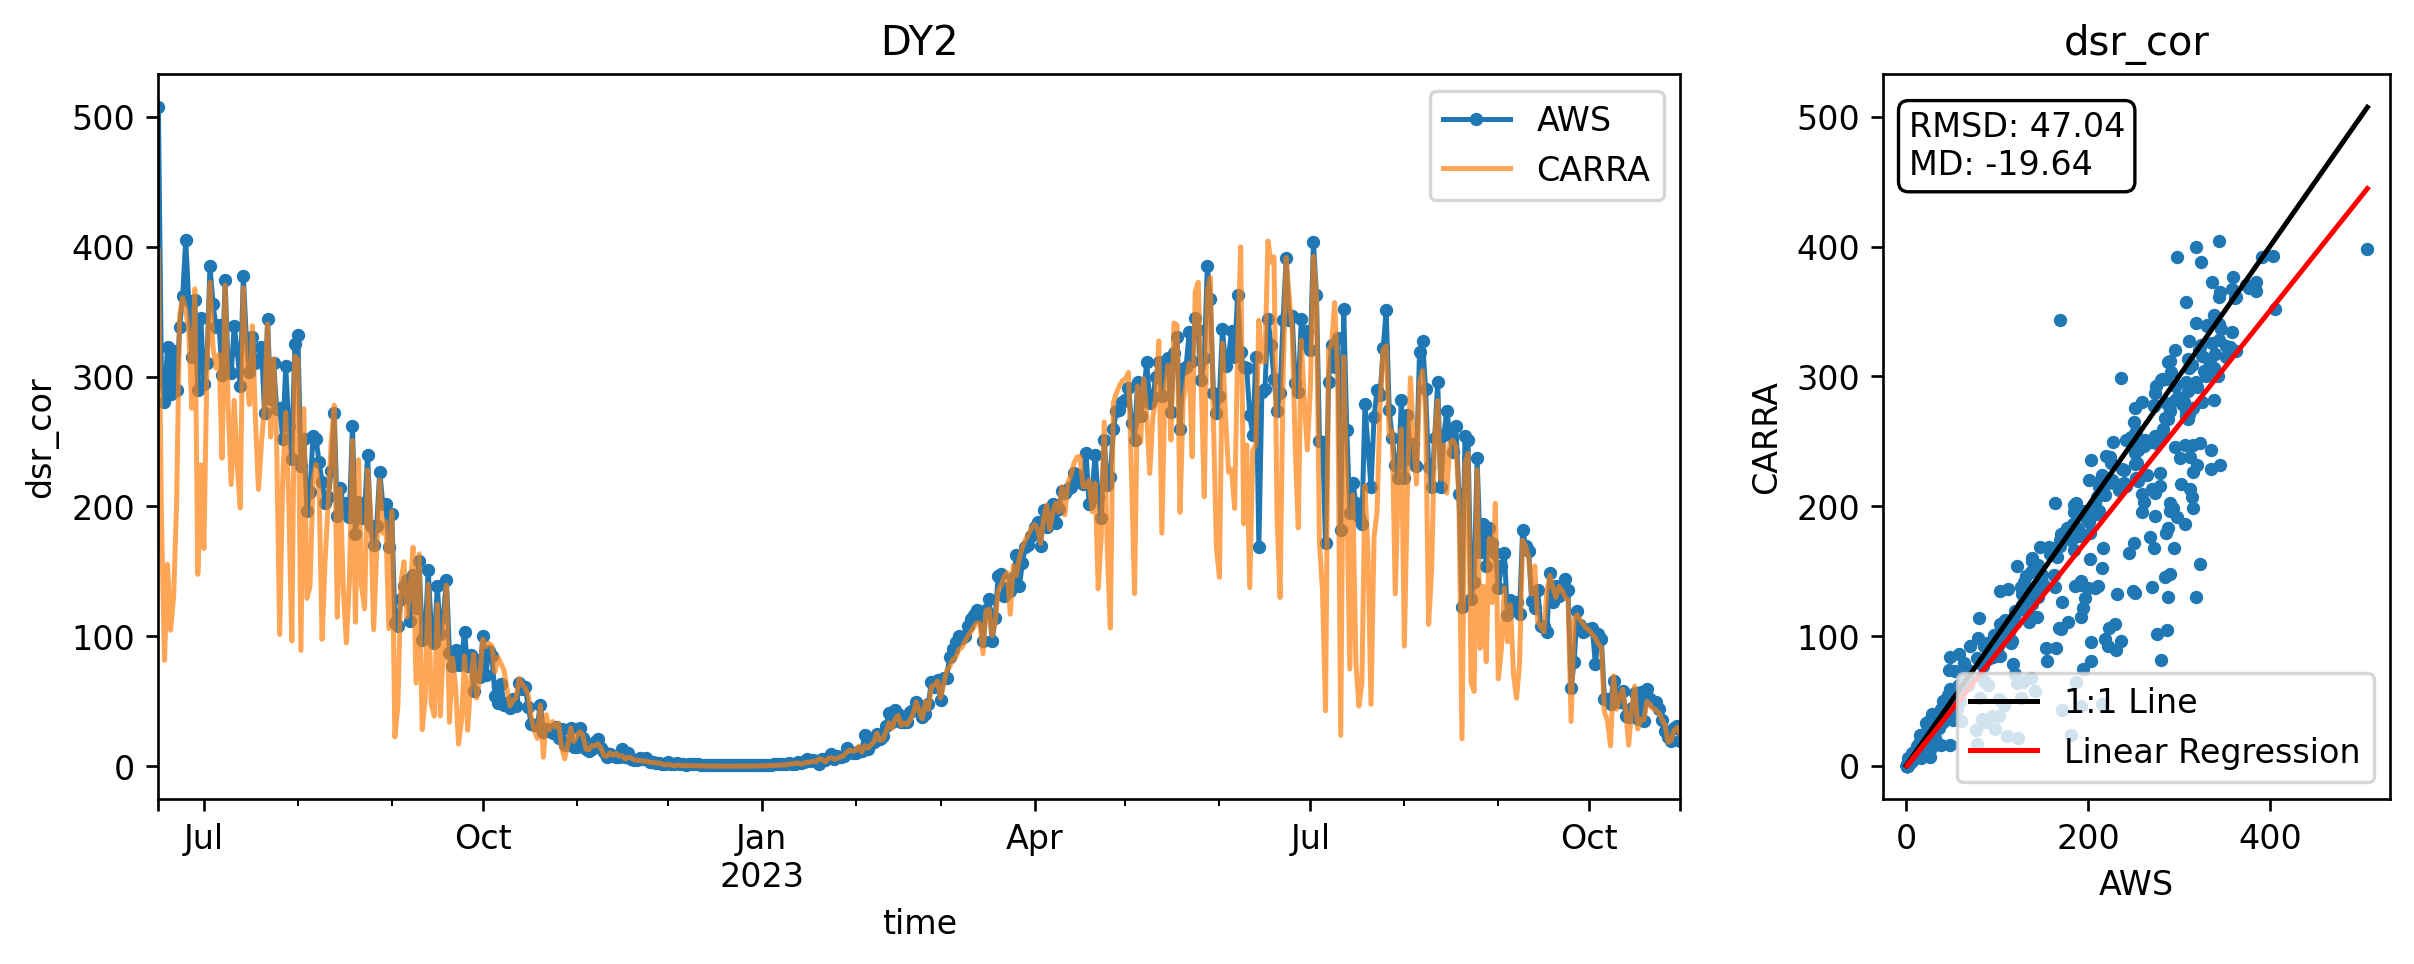 DY2
dsr_cor
500
400
300
200
100
0
AWS
CARRA
Jul
Oct
Jan
2023
Apr
Jul
Oct
time
dsr_cor
CARRA
500
400
300
200
100
0
RMSD: 47.04
MD: -19.64
1:1 Line
Linear Regression
0
200
400
AWS